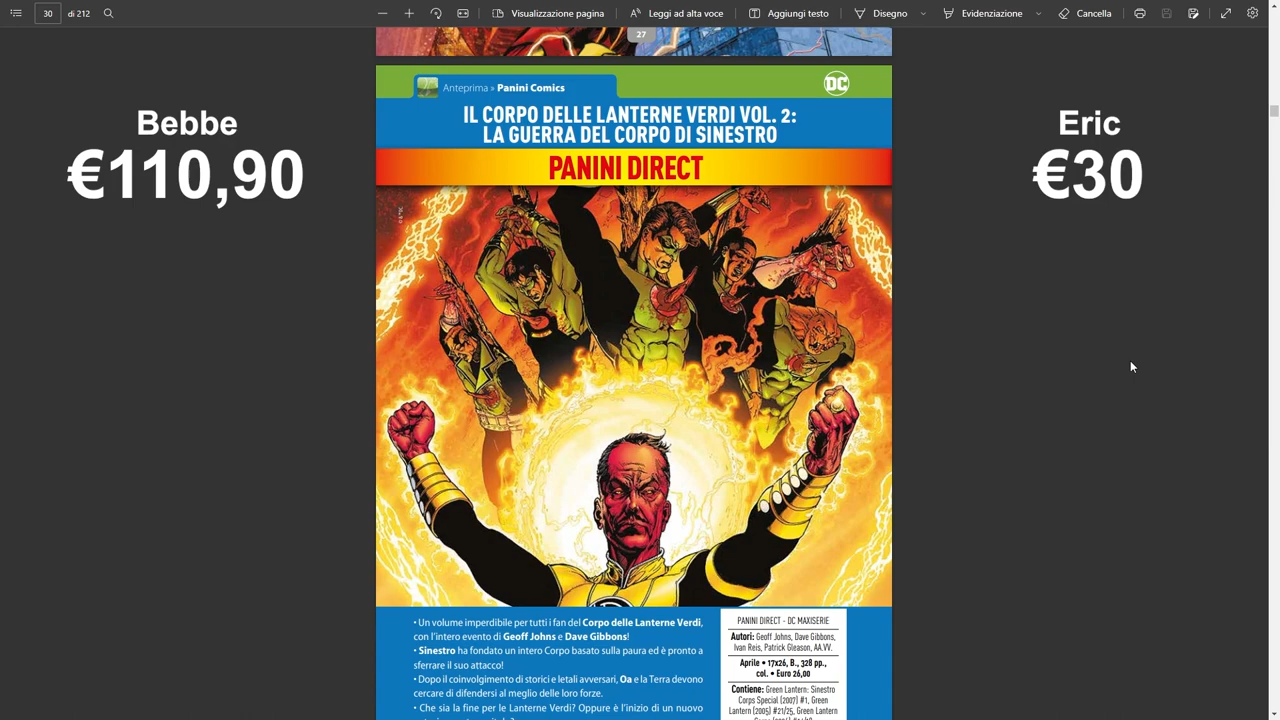 30 di 212 Visualizzazione pagina Leggi ad alta voce Aggiungi testo Disegno Evidenziazione Cancella
27
Anteprima » Panini Comics DC
IL CORPO DELLE LANTERNE VERDI VOL. 2:
LA GUERRA DEL CORPO DI SINESTRO
PANINI DIRECT
Bebbe
€110,90
Eric
€30
• Un volume imperdibile per tutti i fan del Corpo delle Lanterne Verdi,
con l'intero evento di Geoff Johns e Dave Gibbons!
• Sinestro ha fondato un intero Corpo basato sulla paura ed è pronto a
sferrare il suo attacco!
• Dopo il coinvolgimento di storici e letali avversari, Oa e la Terra devono
cercare di difendersi al meglio delle loro forze.
• Che sia la fine per le Lanterne Verdi? Oppure è l'inizio di un nuovo
PANINI DIRECT - DC MAXISERIE
Autori: Geoff Johns, Dave Gibbons,
Ivan Reis, Patrick Gleason, AA.VV.
Aprile • 17x26, B., 328 pp.,
col. • Euro 26,00
Contiene: Green Lantern: Sinestro
Corps Special (2007) #1, Green
Lantern (2005) #21/25, Green Lantern